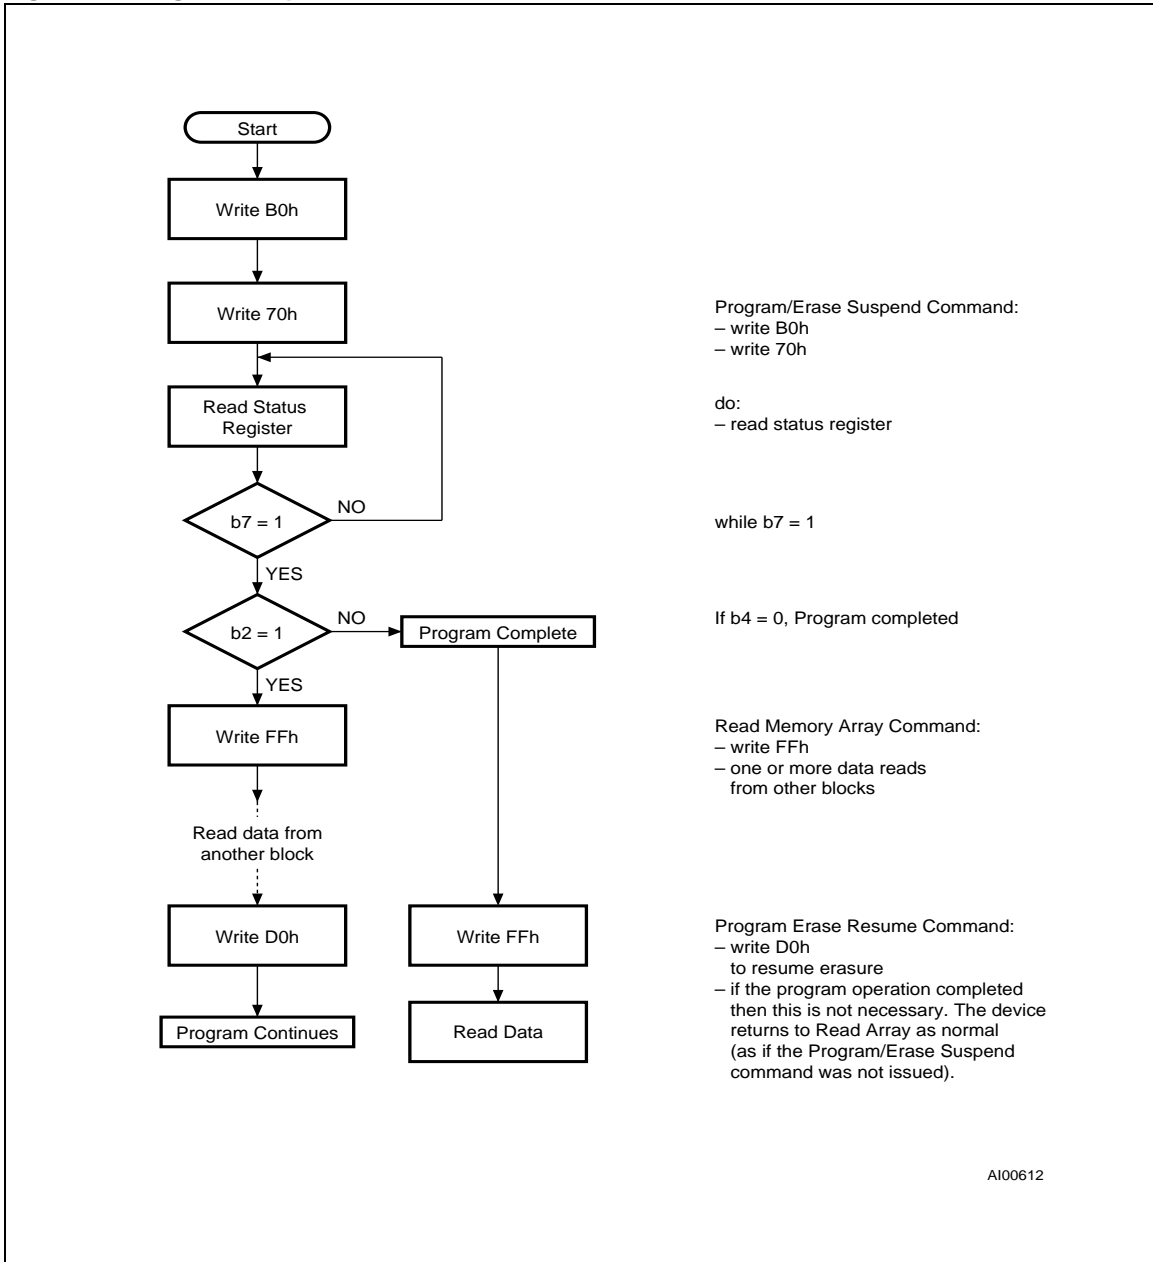 Start
Write B0h
Write 70h
Read Status
Register
NO
b7 = 1
YES
NO
b2 = 1
Program Complete
YES
Write FFh
Read data from
another block
Write D0h
Write FFh
Program Continues
Read Data
Program/Erase Suspend Command:
– write B0h
– write 70h
do:
– read status register
while b7 = 1
If b4 = 0, Program completed
Read Memory Array Command:
– write FFh
– one or more data reads
from other blocks
Program Erase Resume Command:
– write D0h
to resume erasure
– if the program operation completed
then this is not necessary. The device
returns to Read Array as normal
(as if the Program/Erase Suspend
command was not issued).
AI00612